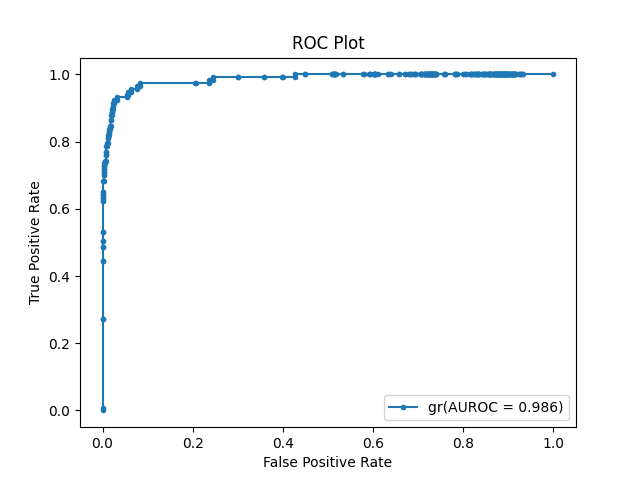 ROC Plot
True Positive Rate
1.0
0.8
0.6
0.4
0.2
0.0
gr(AUROC = 0.986)
0.0 0.2 0.4 0.6 0.8 1.0
False Positive Rate